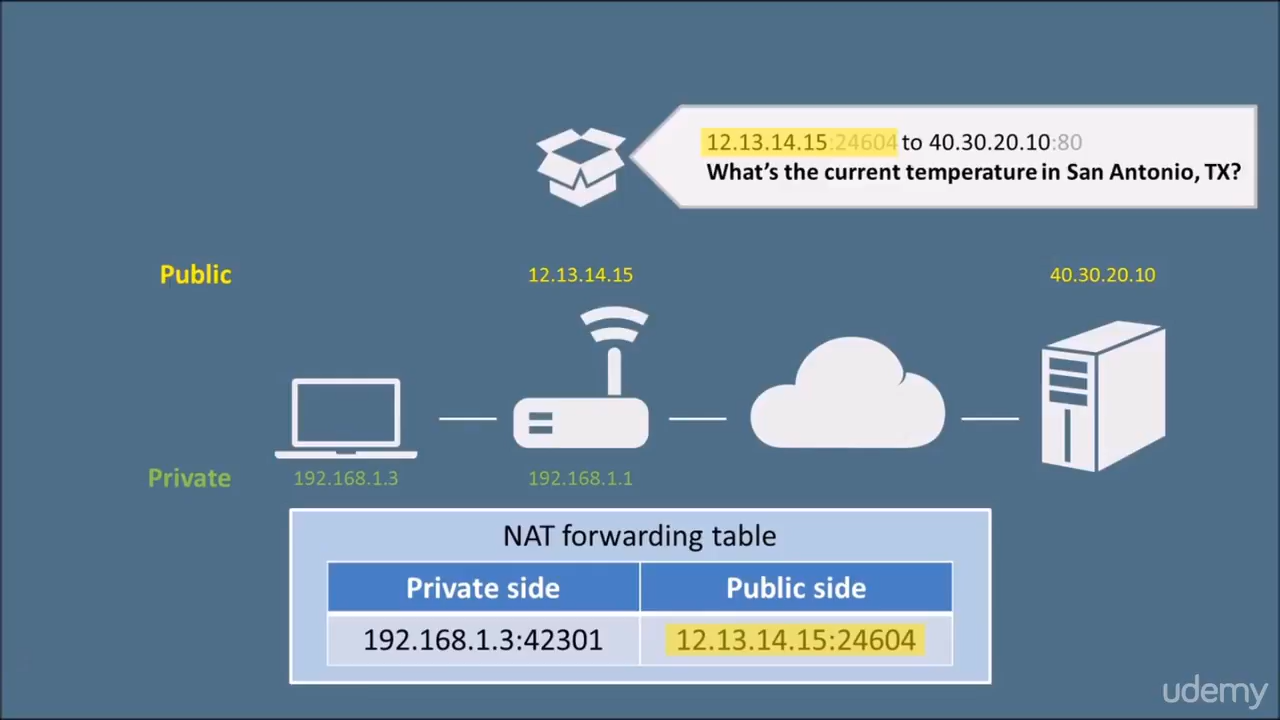 12.13.14.15:24604 to 40.30.20.10:80
What's the current temperature in San Antonio, TX?
Public
12.13.14.15
40.30.20.10
Private
192.168.1.3
192.168.1.1
NAT forwarding table
Private side
Public side
192.168.1.3:42301
12.13.14.15:24604
udemy